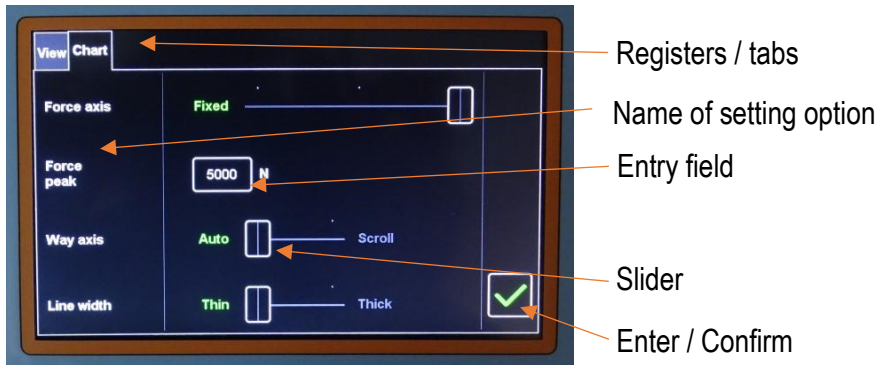 View Chart
Registers / tabs
Force axis Fixed
Name of setting option
Force
peak
5000 N
Entry field
Way axis Auto Scroll
Slider
Line width Thin Thick
Enter / Confirm